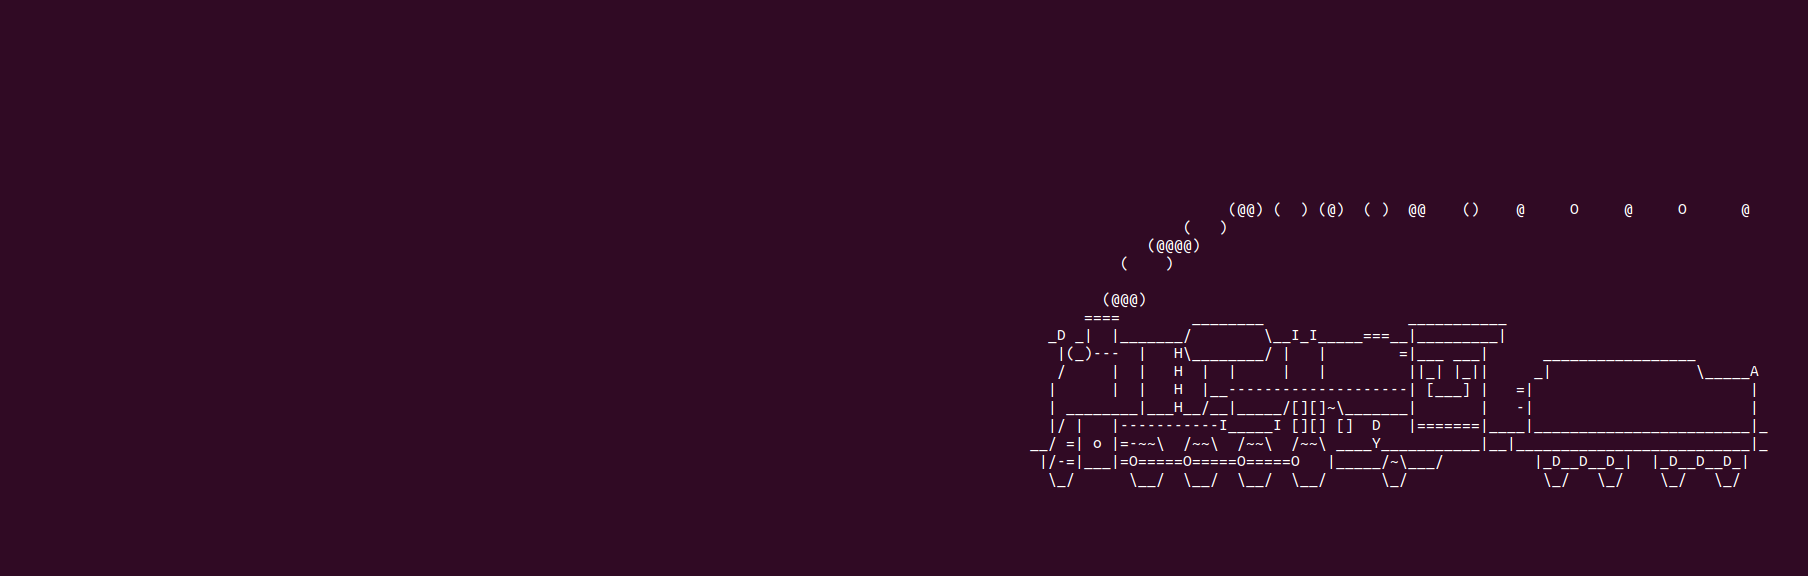 (@@) (  ) (@)  ( )  @@    ()    @     O     @     O      @
(   )
(@@@@)
(    )
(@@@)
====        ________                ___________
_D _|  |_______/        \__I_I_____===__|_________|
|(_)---  |   H\________/ |   |        =|___ ___|      _________________
/     |  |   H  |  |     |   |         ||_| |_||     _|                \_____A
|      |  |   H  |__--------------------| [___] |   =|                        |
| ________|___H__/__|_____/[][]~\_______|       |   -|                        |
|/ |   |-----------I_____I [][] []  D   |=======|____|________________________|_
__/ =| o |=-~~\  /~~\  /~~\  /~~\ ____Y___________|__|__________________________|_
|/-=|___|=O=====O=====O=====O   |_____/~\___/          |_D__D__D_|  |_D__D__D_|
\_/      \__/  \__/  \__/  \__/      \_/               \_/   \_/    \_/   \_/